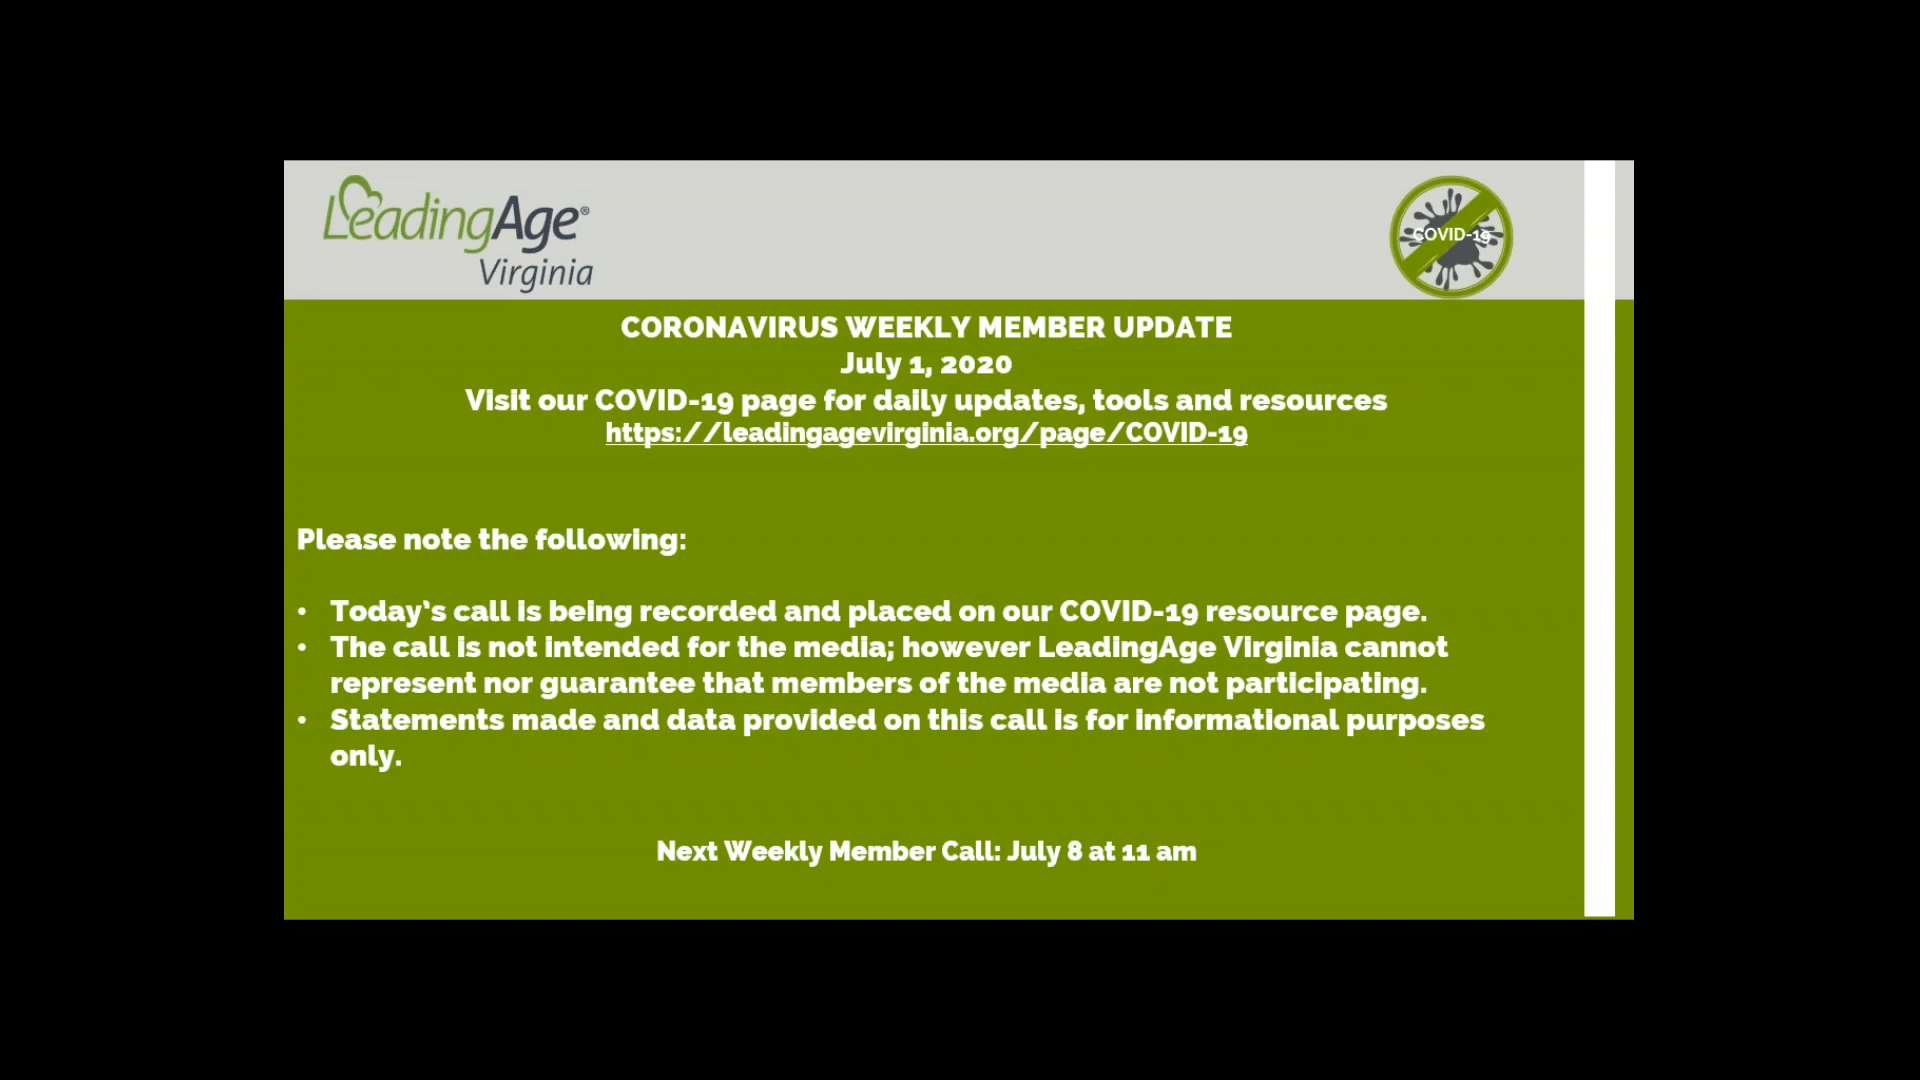 LeadingAge®
Virginia
COVID-19
CORONAVIRUS WEEKLY MEMBER UPDATE
July 1, 2020
Visit our COVID-19 page for daily updates, tools and resources
https://leadingagevirginia.org/page/COVID-19
Please note the following:
• Today's call is being recorded and placed on our COVID-19 resource page.
• The call is not intended for the media; however LeadingAge Virginia cannot
represent nor guarantee that members of the media are not participating.
• Statements made and data provided on this call is for informational purposes
only.
Next Weekly Member Call: July 8 at 11 am